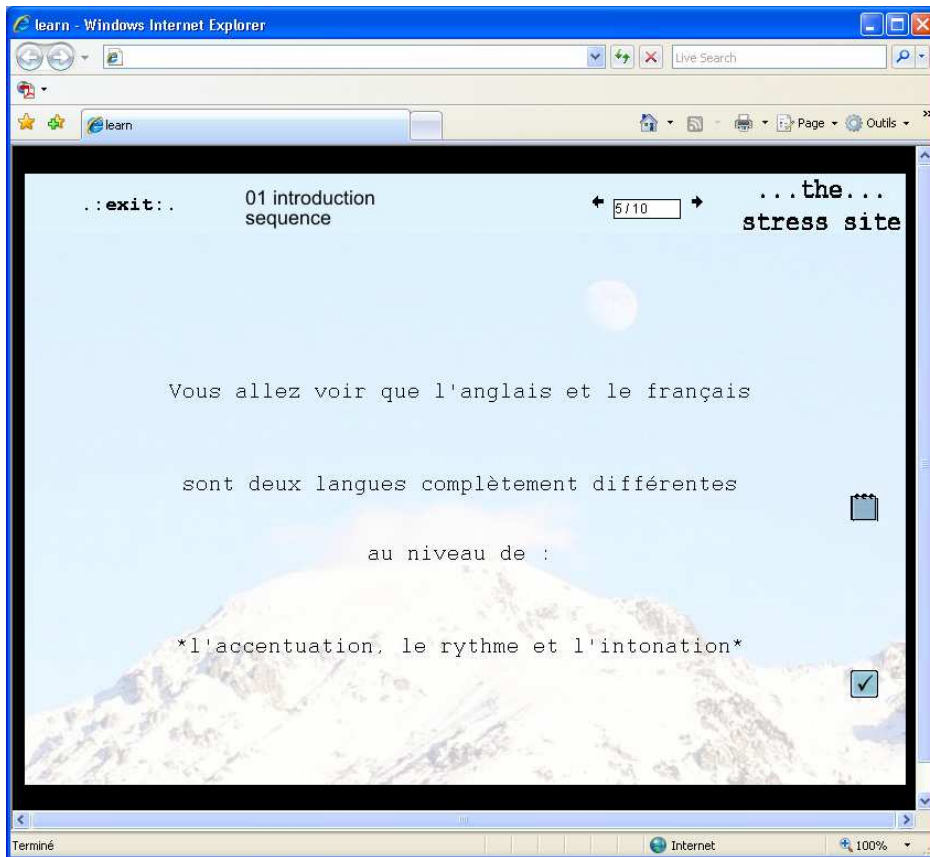 learn - Windows Internet Explorer
Live Search
learn
Page
Outils
»
.:exit:.
01 introduction
sequence
5/10
...the...
stress site
Vous allez voir que l'anglais et le français
sont deux langues complètement différentes
au niveau de :
*l'accentuation, le rythme et l'intonation*
Terminé
Internet
100%